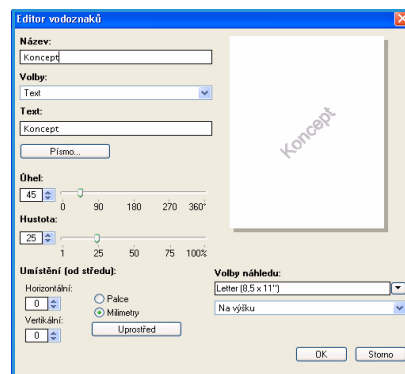 Editor vodoznaků
Název:
Koncept
Volby:
Text
Text:
Koncept
Písmo...
Úhel:
45
0 90 180 270 360°
Hustota:
25
1 25 50 75 100%
Umístění (od středu):
Horizontální:
0
Palce
Milimetry
Vertikální:
0
Uprostřed
Koncept
Volby náhledu:
Letter (8,5 x 11")
Na výšku
OK Storno